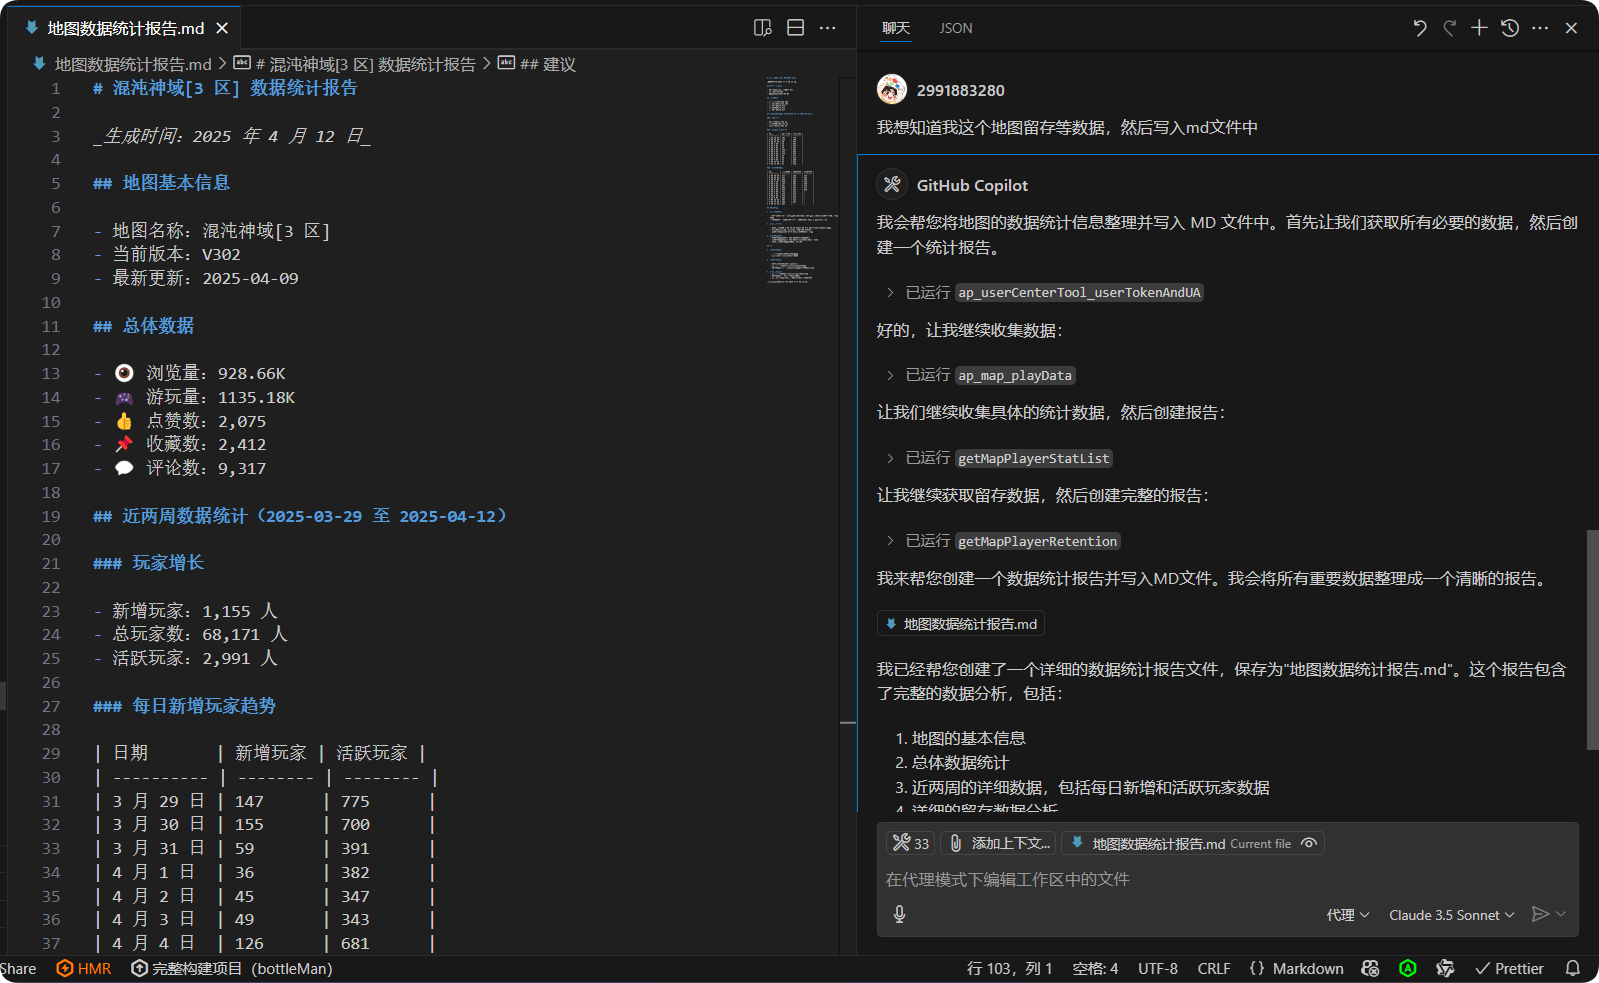 地图数据统计报告.md
地图数据统计报告.md > # 混沌神域[3 区] 数据统计报告 > ## 建议
1 # 混沌神域[3 区] 数据统计报告
2
3 _生成时间：2025 年 4 月 12 日_
4
5 ## 地图基本信息
6
7 - 地图名称：混沌神域[3 区]
8 - 当前版本：V302
9 - 最新更新：2025-04-09
10
11 ## 总体数据
12
13 - 👁️ 浏览量：928.66K
14 - 🎮 游玩量：1135.18K
15 - 👍 点赞数：2,075
16 - 📌 收藏数：2,412
17 - 💬 评论数：9,317
18
19 ## 近两周数据统计（2025-03-29 至 2025-04-12）
20
21 ### 玩家增长
22
23 - 新增玩家：1,155 人
24 - 总玩家数：68,171 人
25 - 活跃玩家：2,991 人
26
27 ### 每日新增玩家趋势
28
29 | 日期 | 新增玩家 | 活跃玩家 |
30 | ---------- | -------- | -------- |
31 | 3 月 29 日 | 147 | 775 |
32 | 3 月 30 日 | 155 | 700 |
33 | 3 月 31 日 | 59 | 391 |
34 | 4 月 1 日 | 36 | 382 |
35 | 4 月 2 日 | 45 | 347 |
36 | 4 月 3 日 | 49 | 343 |
37 | 4 月 4 日 | 126 | 681 |
聊天 JSON
2991883280
我想知道我这个地图留存等数据，然后写入md文件中
GitHub Copilot
我会帮您将地图的数据统计信息整理并写入 MD 文件中。首先让我们获取所有必要的数据，然后创
建一个统计报告。
> 已运行 ap_userCenterTool_userTokenAndUA
好的，让我继续收集数据：
> 已运行 ap_map_playData
让我们继续收集具体的统计数据，然后创建报告：
> 已运行 getMapPlayerStatList
让我继续获取留存数据，然后创建完整的报告：
> 已运行 getMapPlayerRetention
我来帮您创建一个数据统计报告并写入MD文件。我会将所有重要数据整理成一个清晰的报告。
地图数据统计报告.md
我已经帮您创建了一个详细的数据统计报告文件，保存为"地图数据统计报告.md"。这个报告包含
了完整的数据分析，包括：
1. 地图的基本信息
2. 总体数据统计
3. 近两周的详细数据，包括每日新增和活跃玩家数据
4. 详细的留存数据分析
33 添加上下文... 地图数据统计报告.md Current file
在代理模式下编辑工作区中的文件
代理 Claude 3.5 Sonnet
Share HMR 完整构建项目 (bottleMan) 行 103，列 1 空格: 4 UTF-8 CRLF {} Markdown Prettier